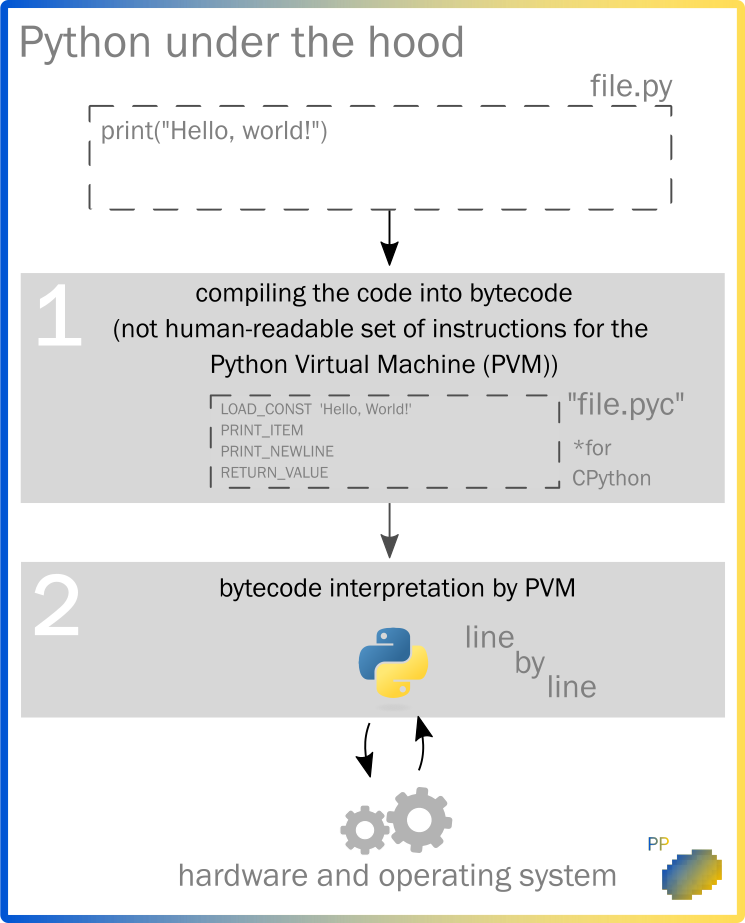 Python under the hood
file.py
print("Hello, world!")
1
compiling the code into bytecode
(not human-readable set of instructions for the
Python Virtual Machine (PVM))
"file.pyc"
LOAD_CONST 'Hello, World!'
PRINT_ITEM
PRINT_NEWLINE
RETURN_VALUE
*for
CPython
2
bytecode interpretation by PVM
line
by
line
hardware and operating system
PP